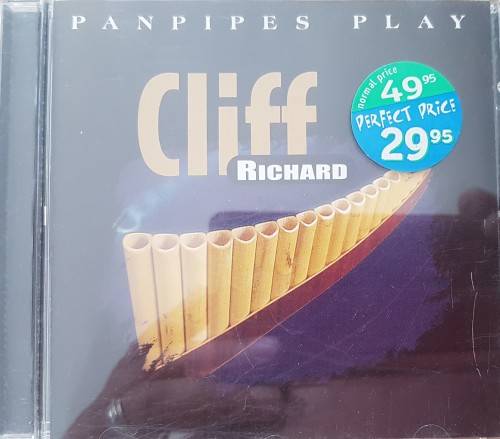 PANPIPES PLAY
Cliff
RICHARD
normal price
49 95
PERFECT PRICE
29 95